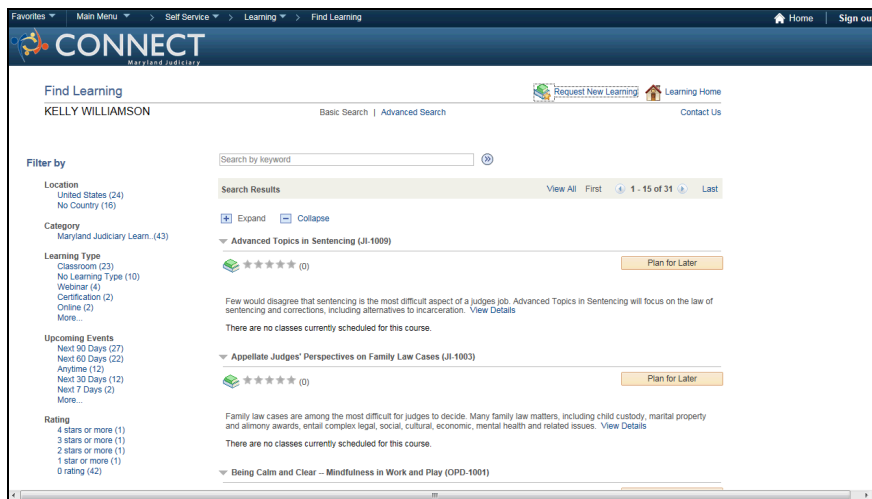 Favorites Main Menu > Self Service > Learning > Find Learning Home Sign ou
CONNECT
Maryland Judiciary
Find Learning Request New Learning Learning Home
KELLY WILLIAMSON Basic Search | Advanced Search Contact Us
Search by keyword
Filter by
Location
United States (24)
No Country (16)
Category
Maryland Judiciary Learn..(43)
Learning Type
Classroom (23)
No Learning Type (10)
Webinar (4)
Certification (2)
Online (2)
More...
Upcoming Events
Next 90 Days (27)
Next 60 Days (22)
Anytime (12)
Next 30 Days (12)
Next 7 Days (2)
More...
Rating
4 stars or more (1)
3 stars or more (1)
2 stars or more (1)
1 star or more (1)
0 rating (42)
Search Results View All First 1 - 15 of 31 Last
Expand Collapse
Advanced Topics in Sentencing (JI-1009)
(0) Plan for Later
Few would disagree that sentencing is the most difficult aspect of a judges job. Advanced Topics in Sentencing will focus on the law of
sentencing and corrections, including alternatives to incarceration. View Details
There are no classes currently scheduled for this course.
Appellate Judges' Perspectives on Family Law Cases (JI-1003)
(0) Plan for Later
Family law cases are among the most difficult for judges to decide. Many family law matters, including child custody, marital property
and alimony awards, entail complex legal, social, cultural, economic, mental health and related issues. View Details
There are no classes currently scheduled for this course.
Being Calm and Clear -- Mindfulness in Work and Play (OPD-1001)